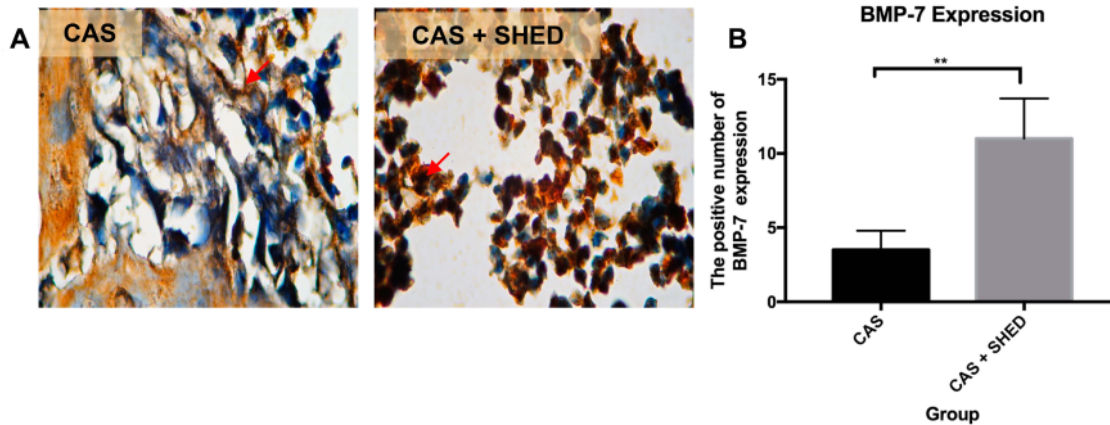 A
CAS
CAS + SHED
B
BMP-7 Expression
**
The positive number of
BMP-7 expression
15
10
5
0
CAS
CAS + SHED
Group